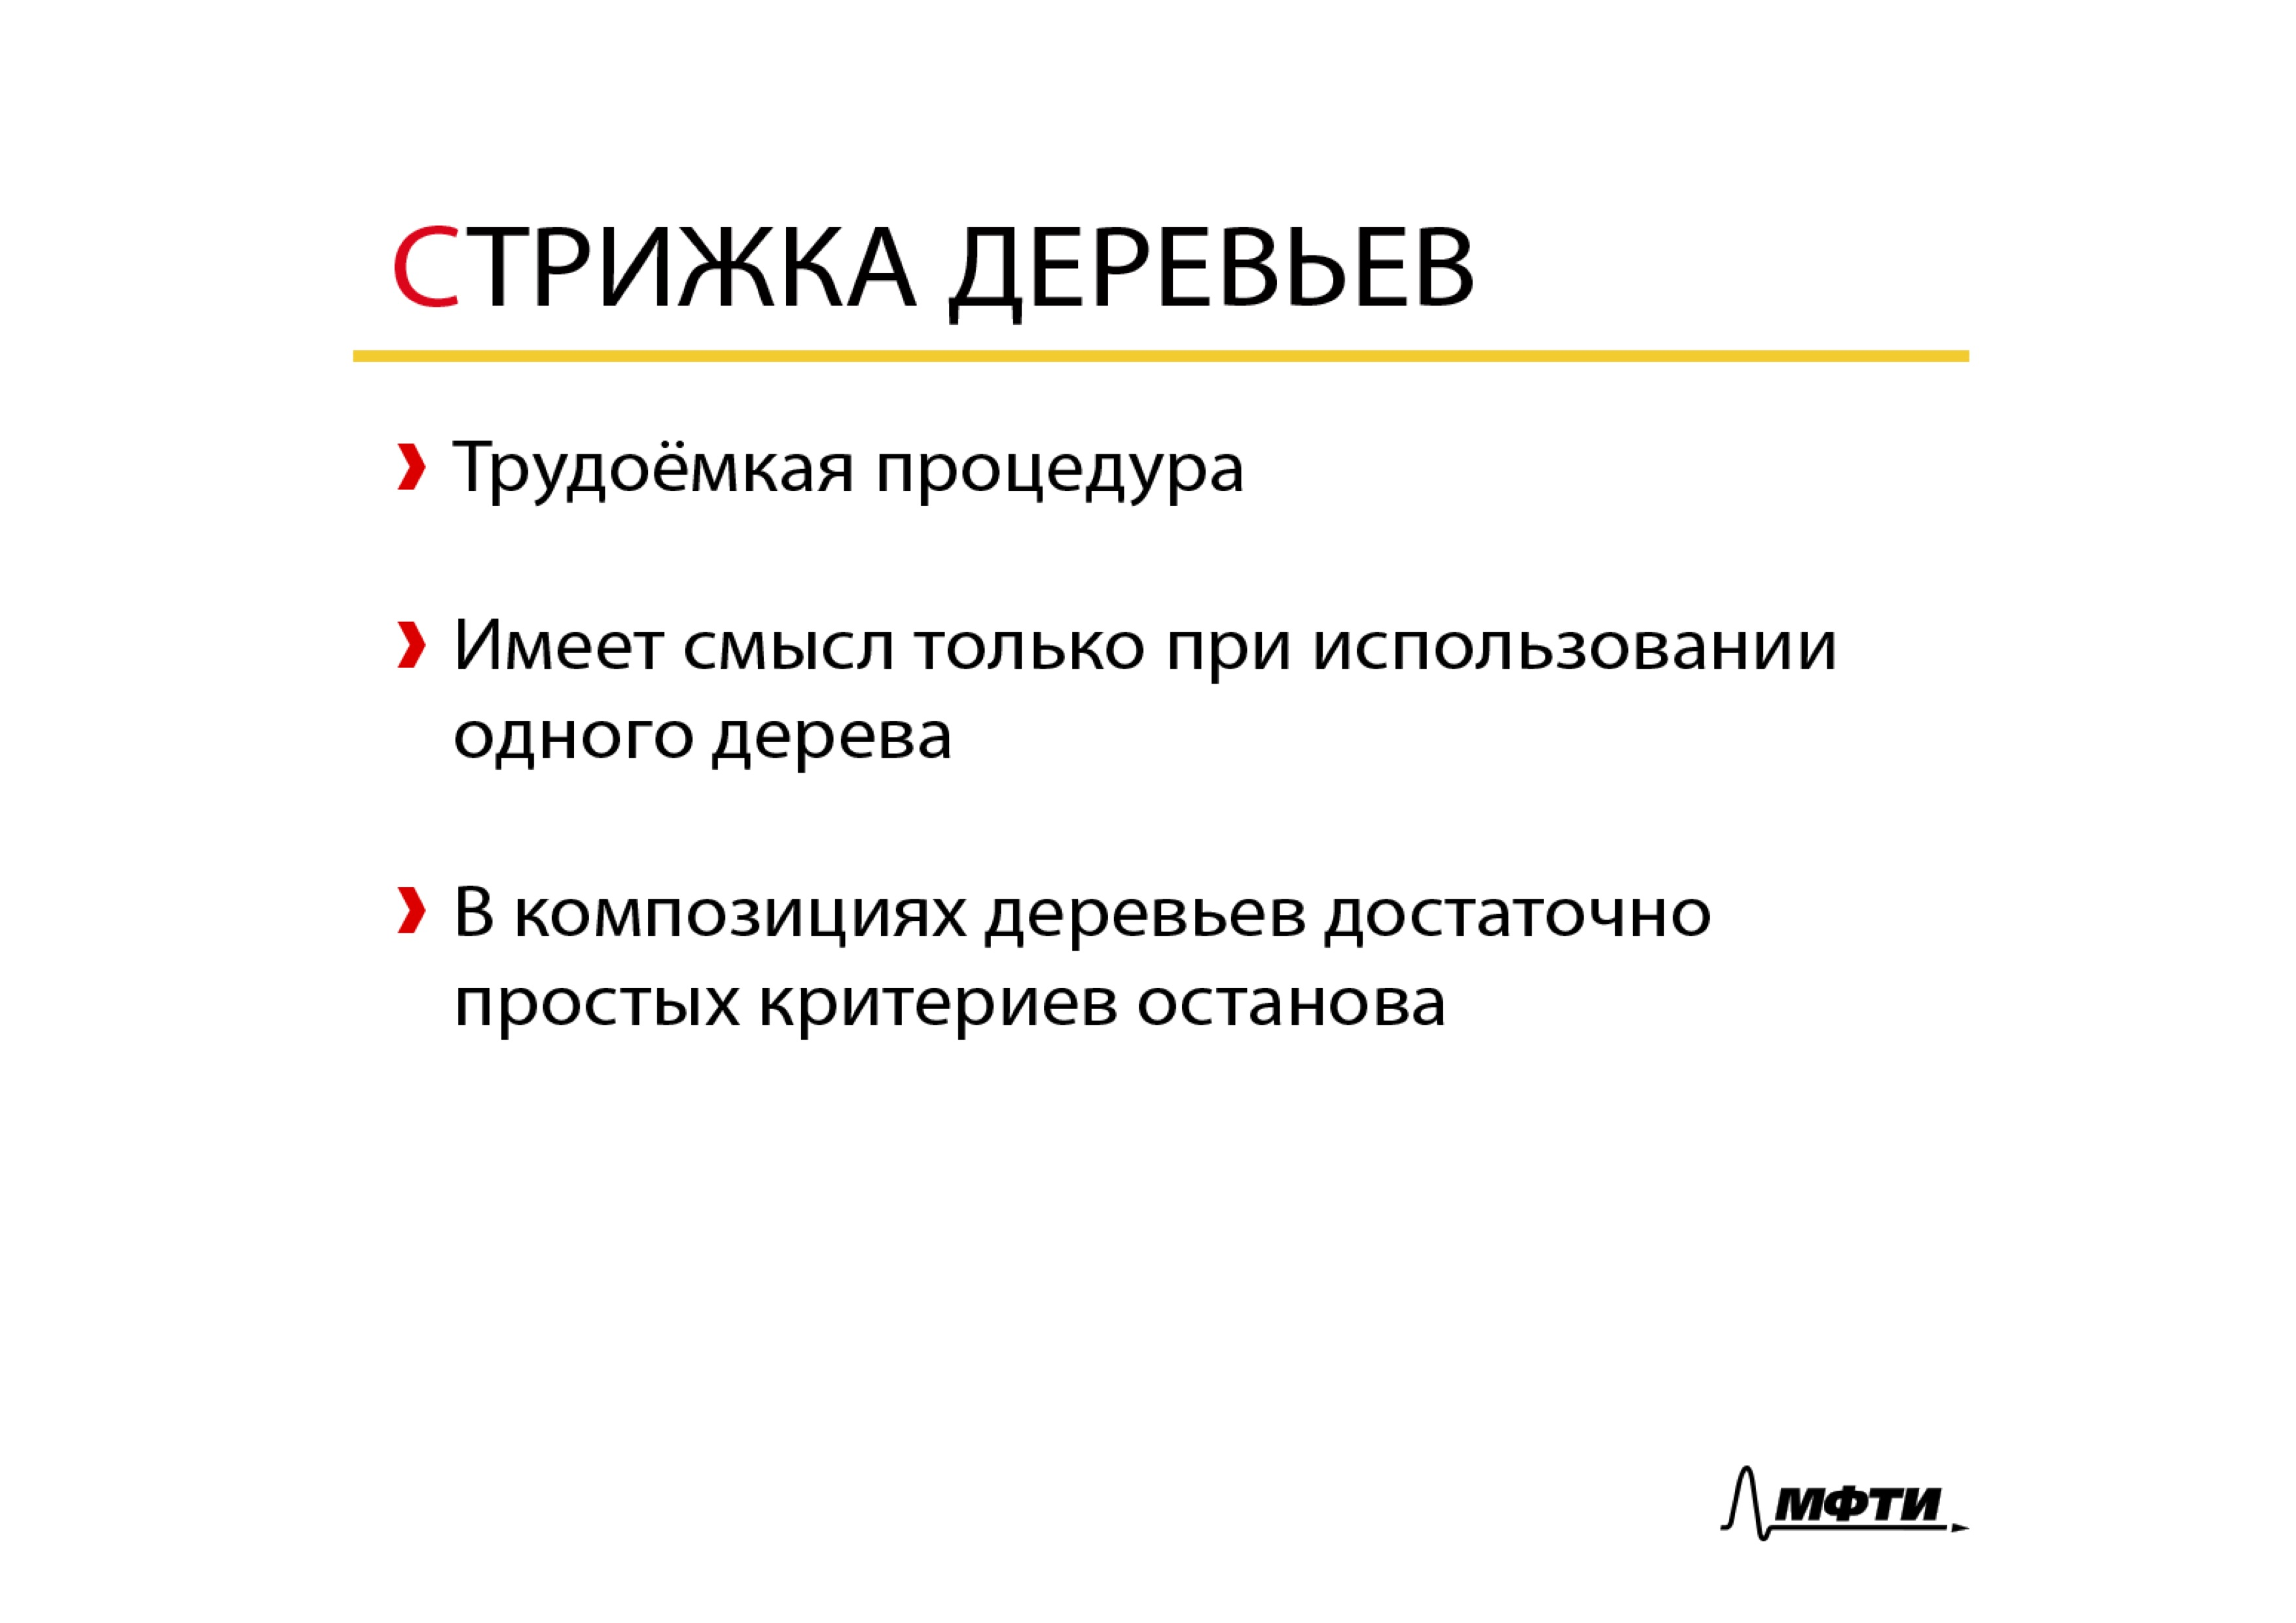 СТРИЖКА ДЕРЕВЬЕВ
Трудоёмкая процедура
Имеет смысл только при использовании
одного дерева
В композициях деревьев достаточно
простых критериев останова
МФТИ